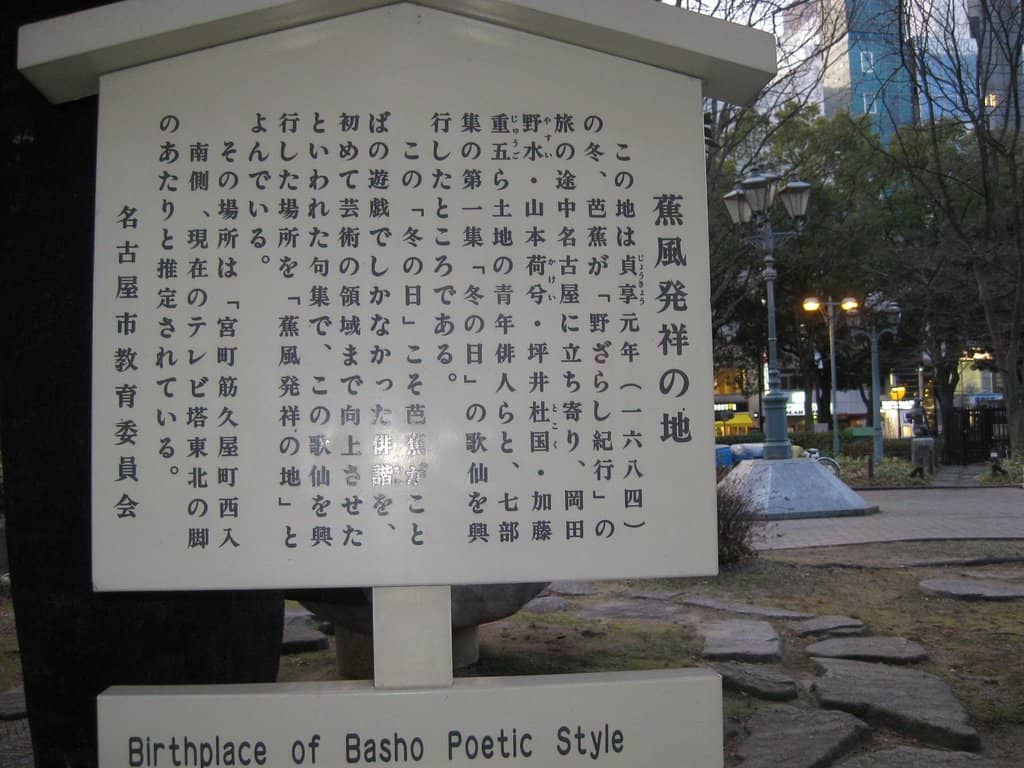 蕉風発祥の地
この地は貞享元年（一六八四）
の冬、芭蕉が「野ざらし紀行」の
旅の途中名古屋に立ち寄り、岡田
野水・山本荷兮・坪井杜国・加藤
重五ら土地の青年俳人らと、七部
集の第一集「冬の日」の歌仙を興
行したところである。
この「冬の日」こそ芭蕉がこと
ばの遊戯でしかなかった俳諧を、
初めて芸術の領域まで向上させた
といわれた句集で、この歌仙を興
行した場所を「蕉風発祥の地」と
よんでいる。
その場所は「宮町筋久屋町西入
南側、現在のテレビ塔東北の脚
のあたりと推定されている。
名古屋市教育委員会
Birthplace of Basho Poetic Style